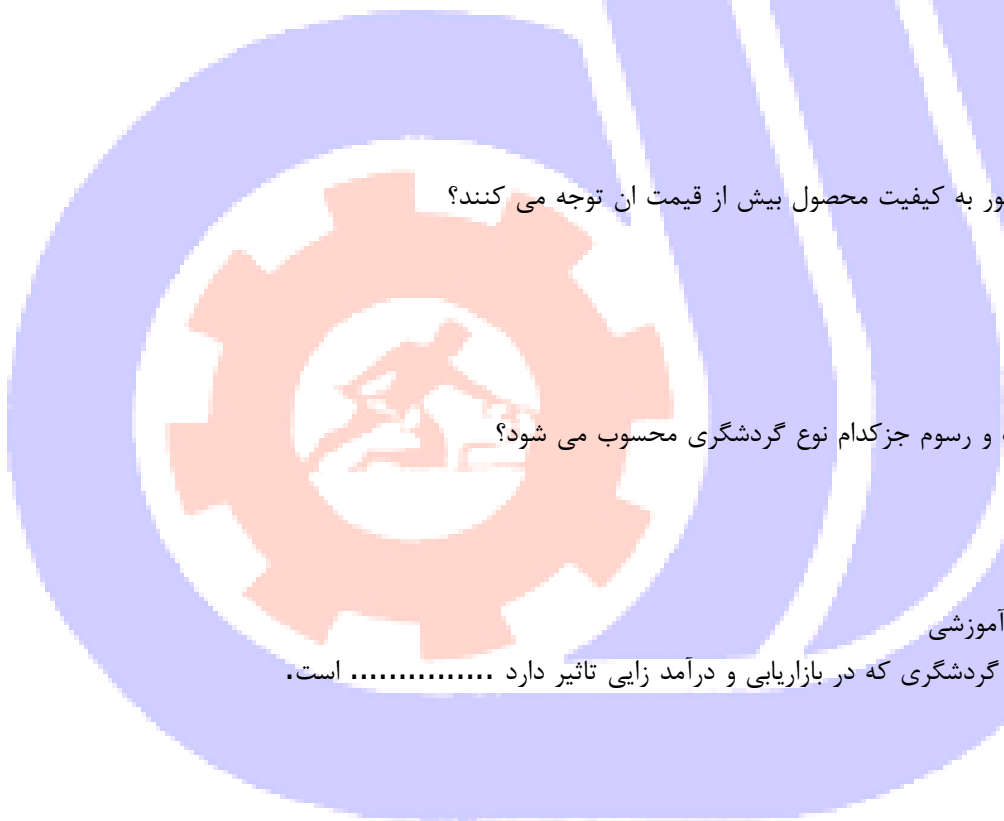 به کیفیت محصول بیش از قیمت ان توجه می کنند؟
و رسوم جزکدام نوع گردشگری محسوب می شود؟
آموزشی
گردشگری که در بازاریابی و درآمد زایی تاثیر دارد ............... است.